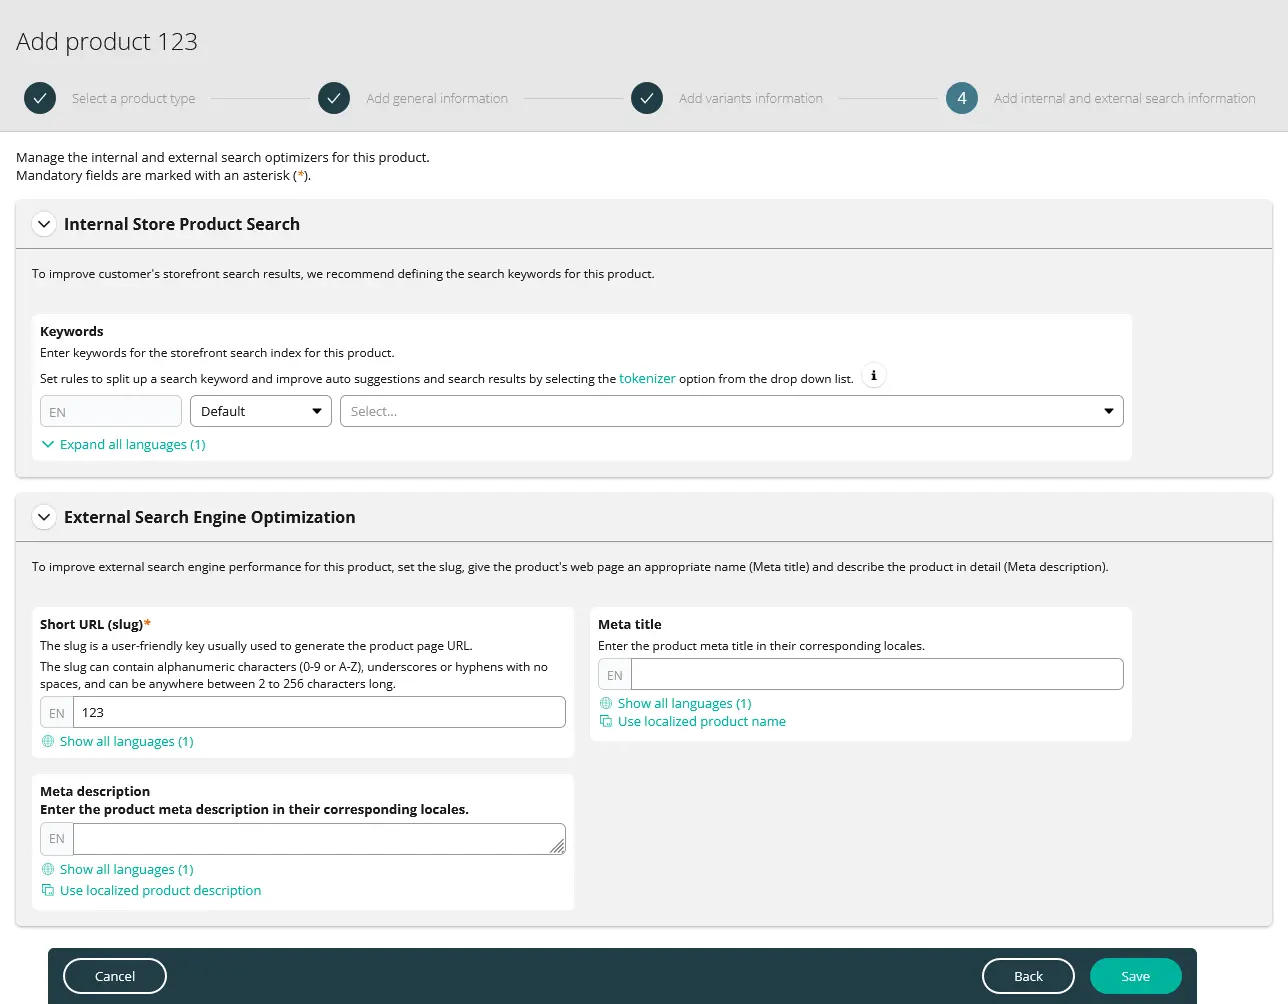 Add product 123
Select a product type
Add general information
Add variants information
4
Add internal and external search information
Manage the internal and external search optimizers for this product.
Mandatory fields are marked with an asterisk (*).
Internal Store Product Search
To improve customer's storefront search results, we recommend defining the search keywords for this product.
Keywords
Enter keywords for the storefront search index for this product.
Set rules to split up a search keyword and improve auto suggestions and search results by selecting the tokenizer option from the drop down list.
EN
Default
Select...
Expand all languages (1)
External Search Engine Optimization
To improve external search engine performance for this product, set the slug, give the product's web page an appropriate name (Meta title) and describe the product in detail (Meta description).
Short URL (slug)*
The slug is a user-friendly key usually used to generate the product page URL.
The slug can contain alphanumeric characters (0-9 or A-Z), underscores or hyphens with no
spaces, and can be anywhere between 2 to 256 characters long.
EN
123
Show all languages (1)
Meta title
Enter the product meta title in their corresponding locales.
EN
Show all languages (1)
Use localized product name
Meta description
Enter the product meta description in their corresponding locales.
EN
Show all languages (1)
Use localized product description
Cancel
Back
Save